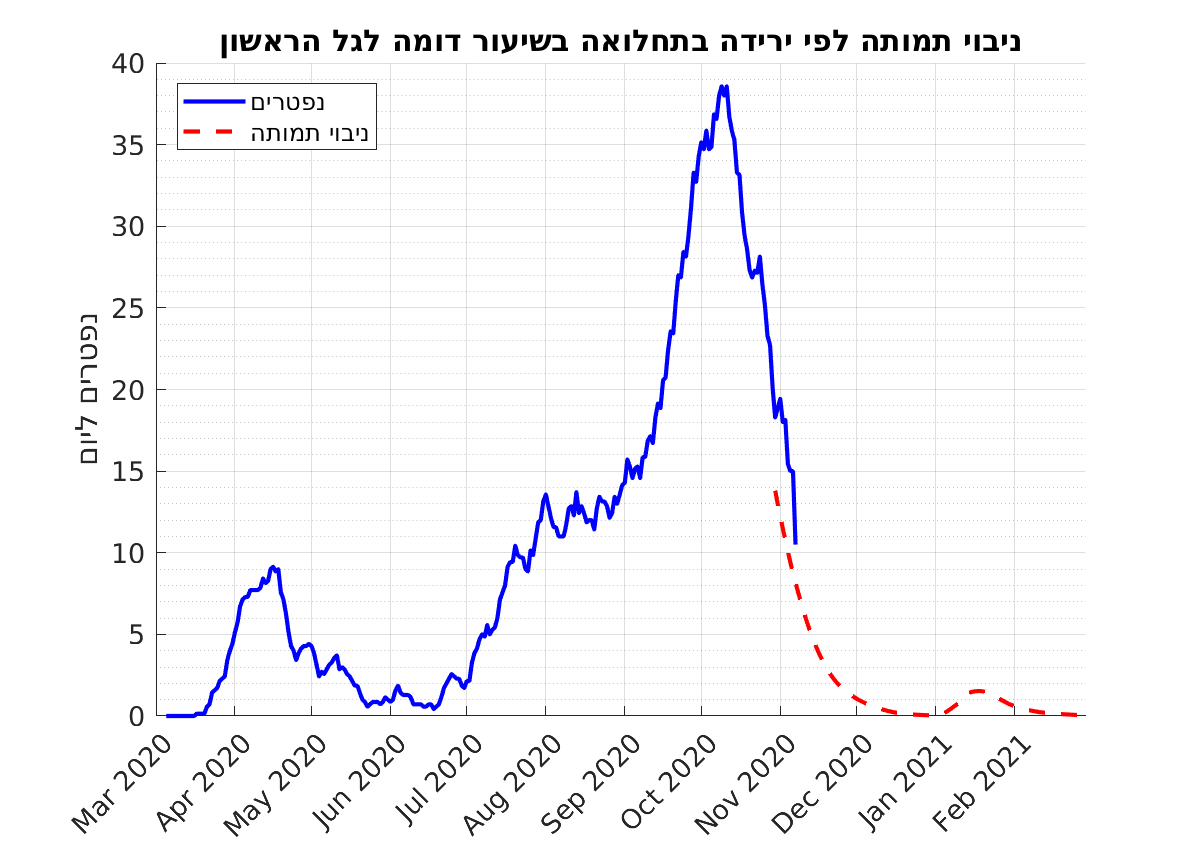 ניבוי תמותה לפי ירידה בתחלואה בשיעור דומה לגל הראשון
נפטרים
ניבוי תמותה
נפטרים ליום
40
35
30
25
20
15
10
5
0
Mar 2020
Apr 2020
May 2020
Jun 2020
Jul 2020
Aug 2020
Sep 2020
Oct 2020
Nov 2020
Dec 2020
Jan 2021
Feb 2021